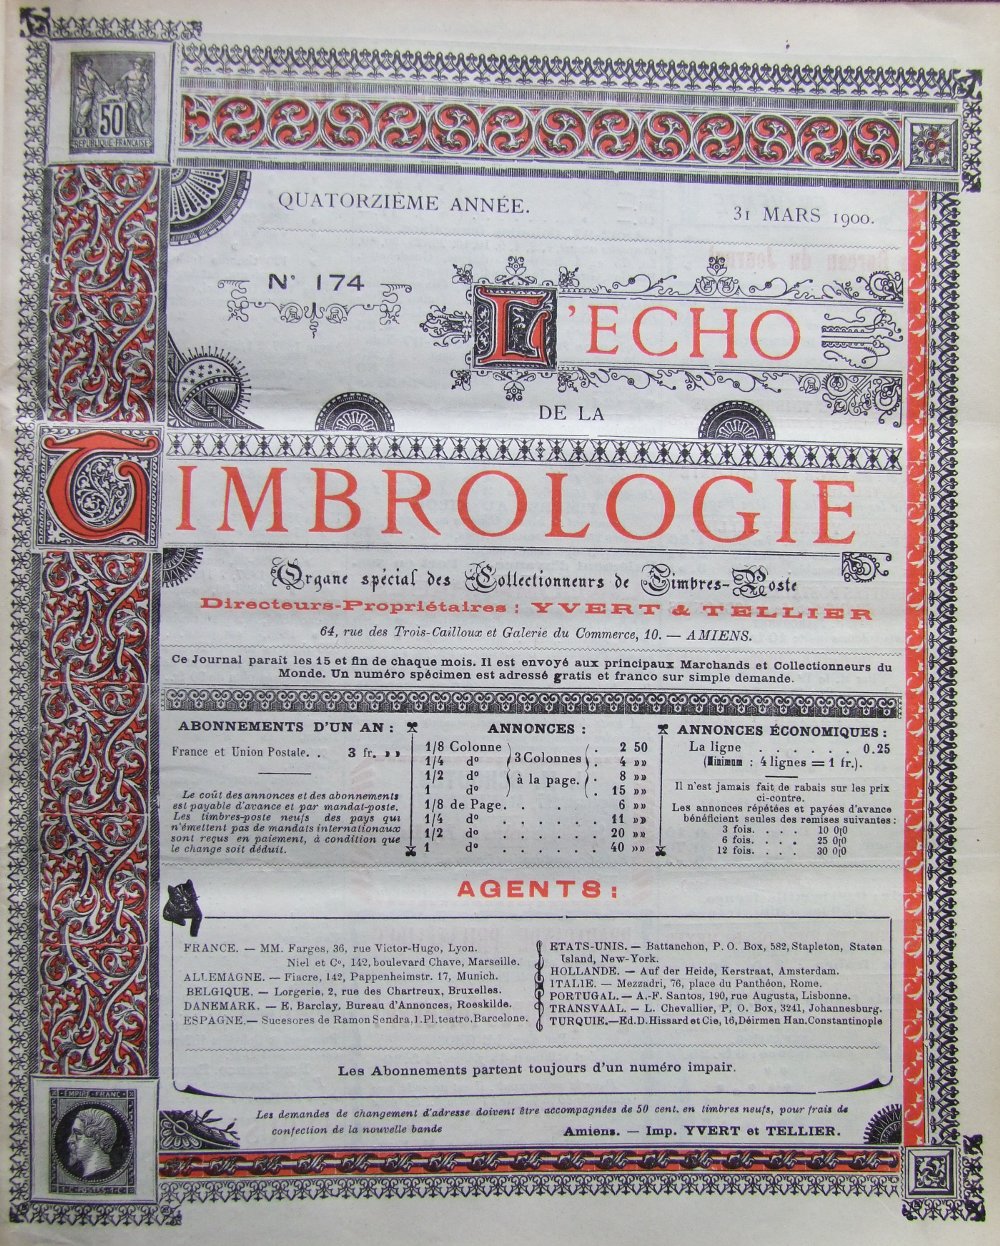 50
REPUBLIQUE FRANÇAISE
QUATORZIÈME ANNÉE.
31 MARS 1900.
N° 174
L'ECHO
DE LA
TIMBROLOGIE
Organe spécial des Collectionneurs de Timbres-Poste
Directeurs-Propriétaires : YVERT & TELLIER
64, rue des Trois-Cailloux et Galerie du Commerce, 10. — AMIENS.
Ce Journal paraît les 15 et fin de chaque mois. Il est envoyé aux principaux Marchands et Collectionneurs du
Monde. Un numéro spécimen est adressé gratis et franco sur simple demande.
ABONNEMENTS D'UN AN :
France et Union Postale. . 3 fr. »»
Le coût des annonces et des abonnements
est payable d'avance et par mandat-poste.
Les timbres-poste neufs des pays qui
n'émettent pas de mandats internationaux
sont reçus en paiement, à condition que
le change soit déduit.
ANNONCES :
1/8 Colonne . 2 50
1/4 d° 3 Colonnes . 4 »»
1/2 d° à la page. . 8 »»
1 d° . 15 »»
1/8 de Page. . . . 6 »»
1/4 d° . . . . . . 11 »»
1/2 d° . . . . . . 20 »»
1 d° . . . . . . 40 »»
ANNONCES ÉCONOMIQUES :
La ligne . . . . . . 0.25
(Minimum : 4 lignes = 1 fr.).
Il n'est jamais fait de rabais sur les prix
ci-contre.
Les annonces répétées et payées d'avance
bénéficient seules des remises suivantes :
3 fois. . . . 10 0|0
6 fois. . . . 25 0|0
12 fois. . . . 30 0|0
AGENTS :
FRANCE. — MM. Farges, 36, rue Victor-Hugo, Lyon.
Niel et C°, 142, boulevard Chave, Marseille.
ALLEMAGNE. — Fiacre, 142, Pappenheimstr. 17, Munich.
BELGIQUE. — Lorgerie, 2, rue des Chartreux, Bruxelles.
DANEMARK. — E. Barclay, Bureau d'Annonces, Roeskilde.
ESPAGNE — Sucesores de Ramon Sendra, 1. Pl. teatro. Barcelone.
ETATS-UNIS. — Battanchon, P. O. Box, 582, Stapleton, Staten
Island, New-York.
HOLLANDE. — Auf der Heide, Kerstraat, Amsterdam.
ITALIE. — Mezzadri, 76, place du Panthéon, Rome.
PORTUGAL. — A.-F. Santos, 190, rue Augusta, Lisbonne.
TRANSVAAL. — L. Chevallier, P, O. Box, 3241, Johannesburg.
TURQUIE. — Ed. D. Hissard et Cie, 16, Déirmen Han. Constantinople
Les Abonnements partent toujours d'un numéro impair.
EMPIRE FRANC
Les demandes de changement d'adresse doivent être accompagnées de 50 cent. en timbres neufs, pour frais de
confection de la nouvelle bande
Amiens. — Imp. YVERT et TELLIER.
1 C POSTES 1 C